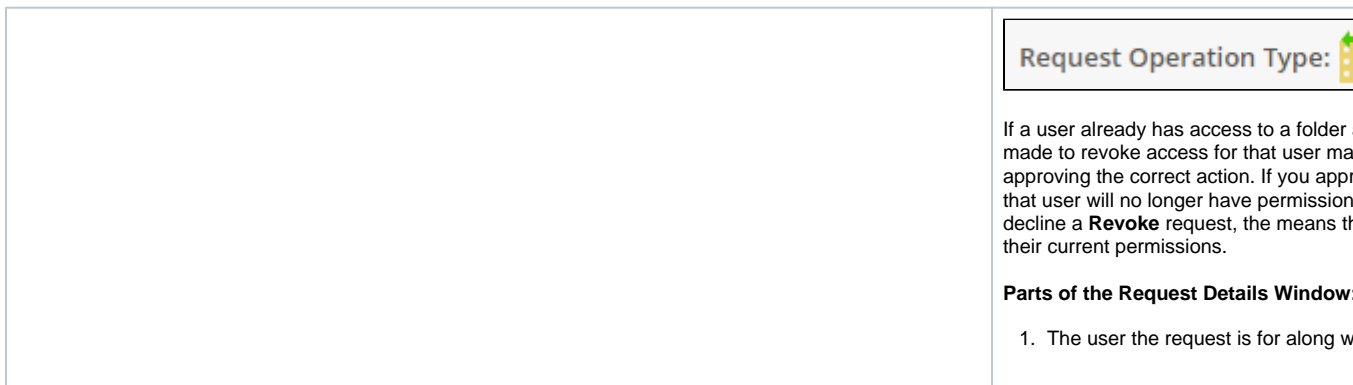 Request Operation Type:
If a user already has access to a folder
made to revoke access for that user ma
approving the correct action. If you appr
that user will no longer have permission
decline a Revoke request, the means th
their current permissions.
Parts of the Request Details Window:
1. The user the request is for along w